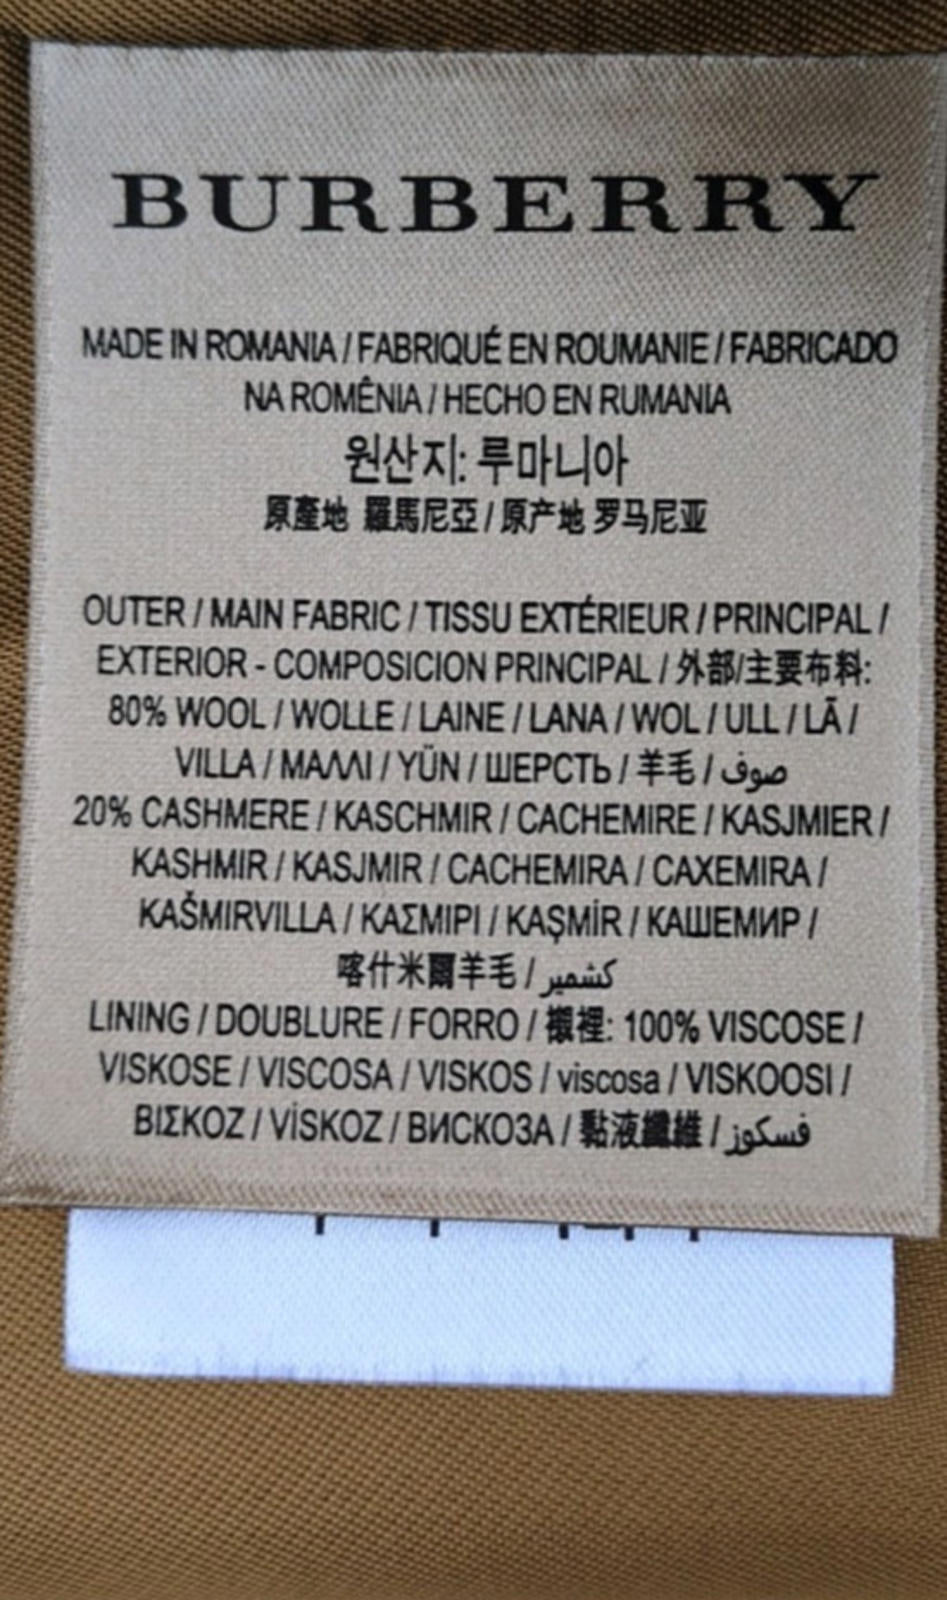 BURBERRY
MADE IN ROMANIA / FABRIQUÉ EN ROUMANIE / FABRICADO
NA ROMÊNIA / HECHO EN RUMANIA
원산지: 루마니아
原產地 羅馬尼亞 / 原产地 罗马尼亚
OUTER / MAIN FABRIC / TISSU EXTÉRIEUR / PRINCIPAL /
EXTERIOR - COMPOSICION PRINCIPAL / 外部/主要布料:
80% WOOL / WOLLE / LAINE / LANA / WOL / ULL / LÃ /
VILLA / ΜΑΛΛΙ / YÜN / ШЕРСТЬ / 羊毛 / صوف
20% CASHMERE / KASCHMIR / CACHEMIRE / KASJMIER /
KASHMIR / KASJMIR / CACHEMIRA / CAXEMIRA /
KAŠMIRVILLA / ΚΑΣΜΙΡΙ / KAŞMİR / КАШЕМИР /
喀什米爾羊毛 / كشمير
LINING / DOUBLURE / FORRO / 襯裡: 100% VISCOSE /
VISKOSE / VISCOSA / VISKOS / viscosa / VISKOOSI /
ΒΙΣΚΟΖ / VİSKOZ / ВИСКОЗА / 黏液纖維 / فسكوز